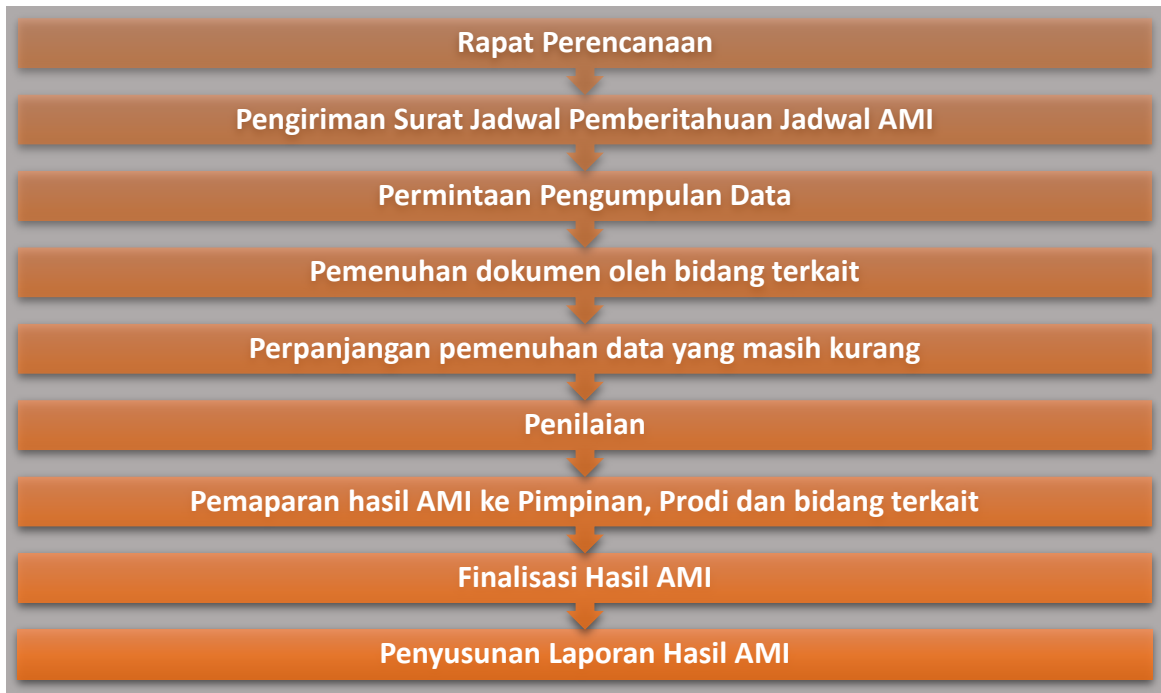 Rapat Perencanaan
Pengiriman Surat Jadwal Pemberitahuan Jadwal AMI
Permintaan Pengumpulan Data
Pemenuhan dokumen oleh bidang terkait
Perpanjangan pemenuhan data yang masih kurang
Penilaian
Pemaparan hasil AMI ke Pimpinan, Prodi dan bidang terkait
Finalisasi Hasil AMI
Penyusunan Laporan Hasil AMI